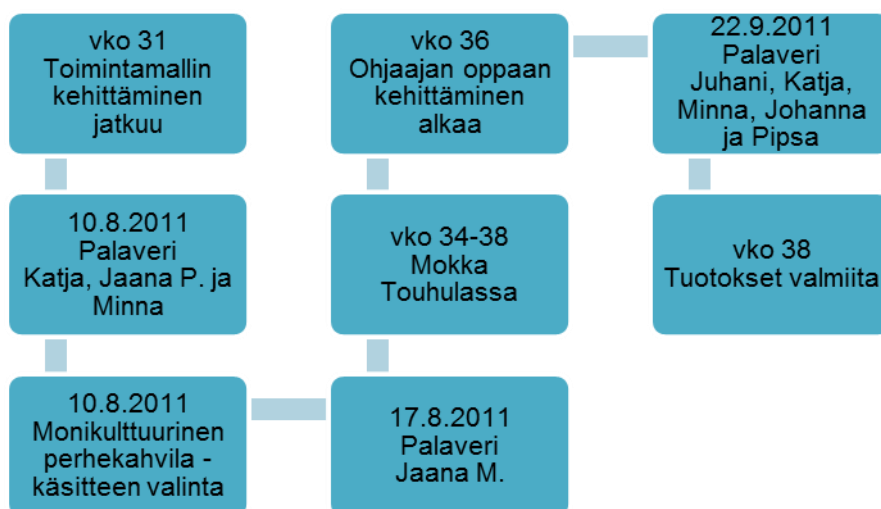 vko 31
Toimintamallin
kehittäminen
jatkuu
10.8.2011
Palaveri
Katja, Jaana P. ja
Minna
10.8.2011
Monikulttuurinen
perhekahvila -
käsitteen valinta
17.8.2011
Palaveri
Jaana M.
vko 34-38
Mokka
Touhulassa
vko 36
Ohjaajan oppaan
kehittäminen
alkaa
22.9.2011
Palaveri
Juhani, Katja,
Minna, Johanna
ja Pipsa
vko 38
Tuotokset valmiita